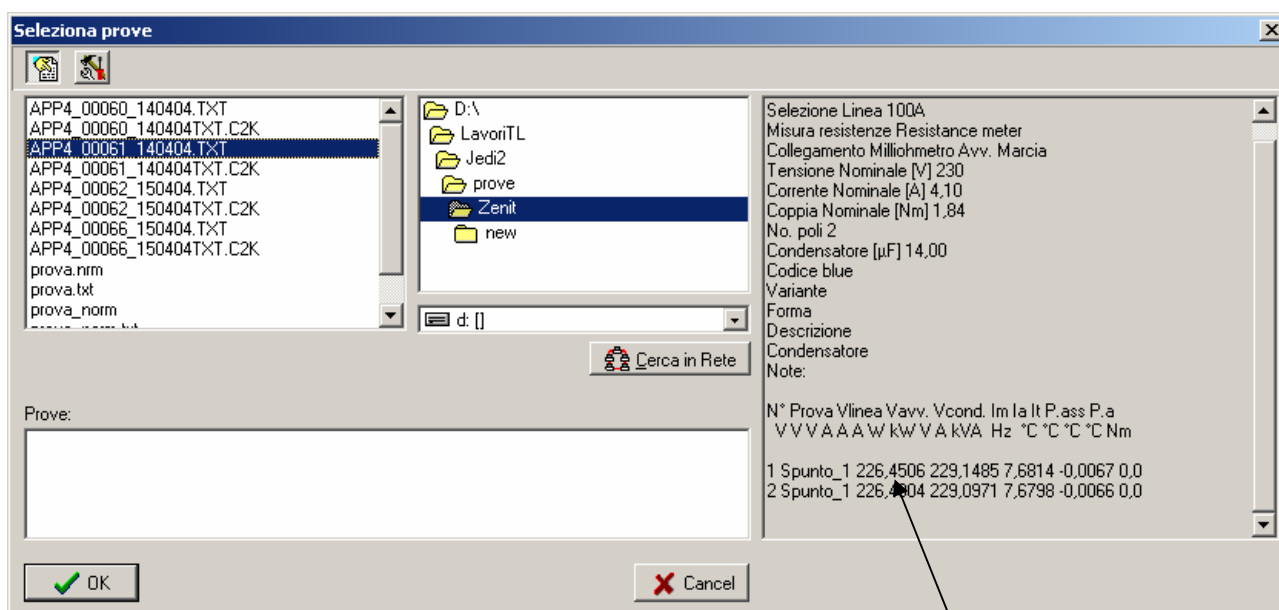 Seleziona prove
APP4_00060_140404.TXT
APP4_00060_140404TXT.C2K
APP4_00061_140404.TXT
APP4_00061_140404TXT.C2K
APP4_00062_150404.TXT
APP4_00062_150404TXT.C2K
APP4_00066_150404.TXT
APP4_00066_150404TXT.C2K
prova.nrm
prova.txt
prova_norm
D:\
LavoriTL
Jedi2
prove
Zenit
new
d: []
Cerca in Rete
Selezione Linea 100A
Misura resistenze Resistance meter
Collegamento Milliohmetro Avv. Marcia
Tensione Nominale [V] 230
Corrente Nominale [A] 4,10
Coppia Nominale [Nm] 1,84
No. poli 2
Condensatore [µF] 14,00
Codice blue
Variante
Forma
Descrizione
Condensatore
Note:
N° Prova Vlinea Vavv. Vcond. Im Ia It P.ass P.a
V V V A A A W kW V A kVA Hz °C °C °C °C Nm
1 Spunto_1 226,4506 229,1485 7,6814 -0,0067 0,0
2 Spunto_1 229,0971 7,6798 -0,0066 0,0
Prove:
OK
Cancel